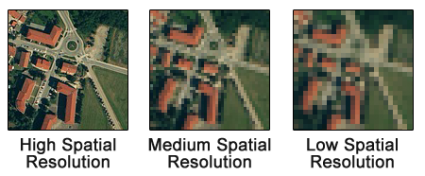 High Spatial
Resolution
Medium Spatial
Resolution
Low Spatial
Resolution